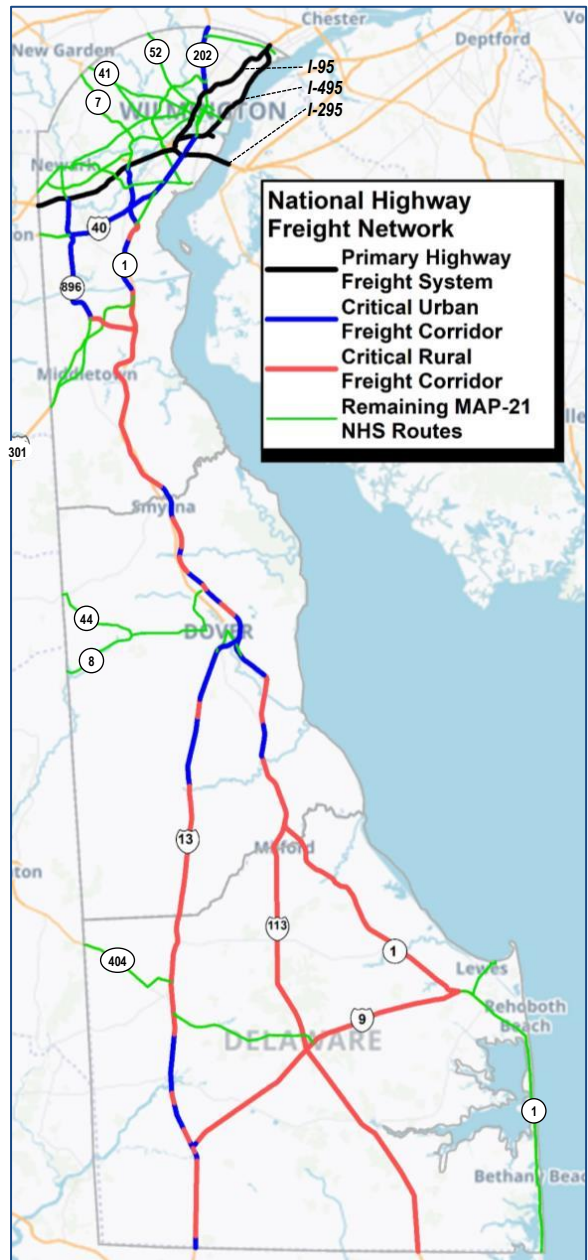 Chester
New Garden
52
202
Deptford
41
I-95
7
I-495
WILMINGTON
I-295
Newark
National Highway
Freight Network
Primary Highway
Freight System
Critical Urban
Freight Corridor
Critical Rural
Freight Corridor
Remaining MAP-21
NHS Routes
40
1
896
Middletown
301
Smyrna
44
DOVER
8
13
Milford
ton
113
404
1
Lewes
9
Rehoboth
Beach
DELAWARE
1
Bethany Beac